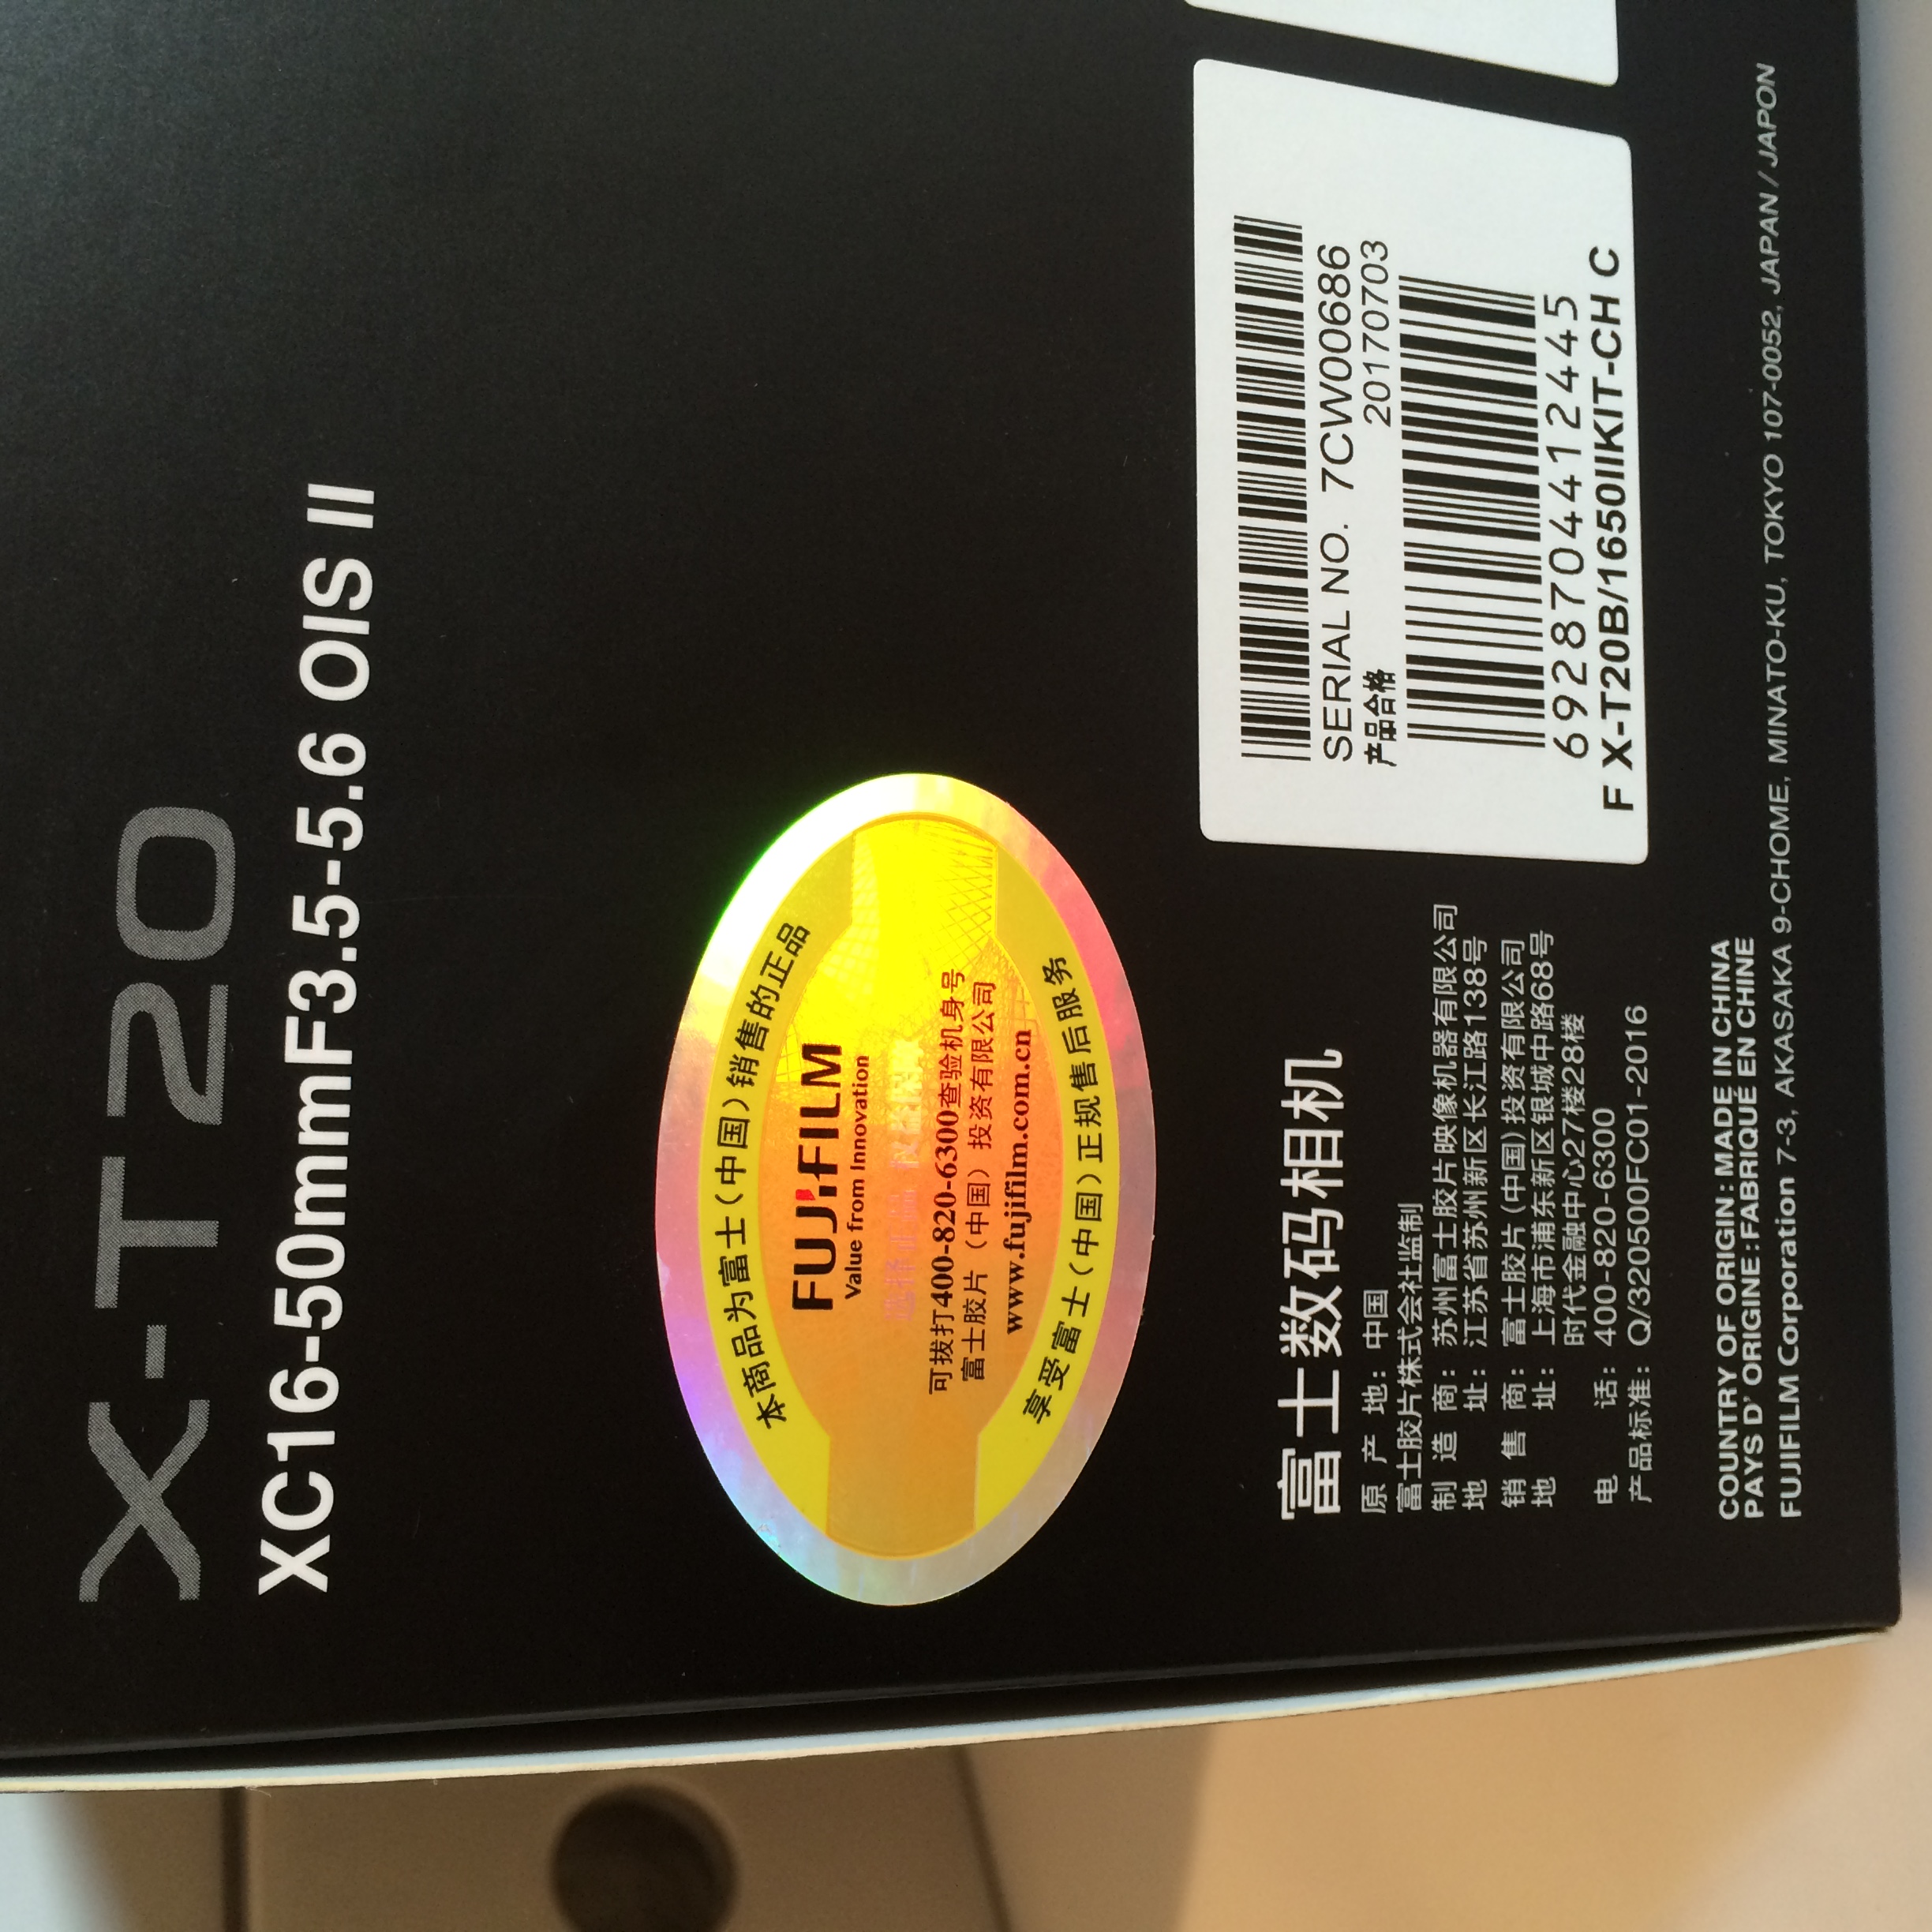 X-T20
XC16-50mmF3.5-5.6 OIS II
本商品为富士(中国)销售的正品
FUJIFILM
Value from Innovation
可拔打400-820-6300查验机身号
富士胶片（中国）投资有限公司
www.fujifilm.com.cn
享受富士(中国)正规售后服务
富士数码相机
原 产 地: 中国
富士胶片株式会社监制
制 造 商: 苏州富士胶片映像机器有限公司
地 址: 江苏省苏州新区长江路138号
销 售 商: 富士胶片(中国)投资有限公司
地 址: 上海市浦东新区银城中路68号
时代金融中心27楼28楼
电 话: 400-820-6300
产品标准: Q/320500FC01-2016
SERIAL NO. 7CW00686
产品合格 20170703
6928704412445
F X-T20B/1650IIKIT-CH C
COUNTRY OF ORIGIN : MADE IN CHINA
PAYS D' ORIGINE : FABRIQUE EN CHINE
FUJIFILM Corporation 7-3, AKASAKA 9-CHOME, MINATO-KU, TOKYO 107-0052, JAPAN / JAPON